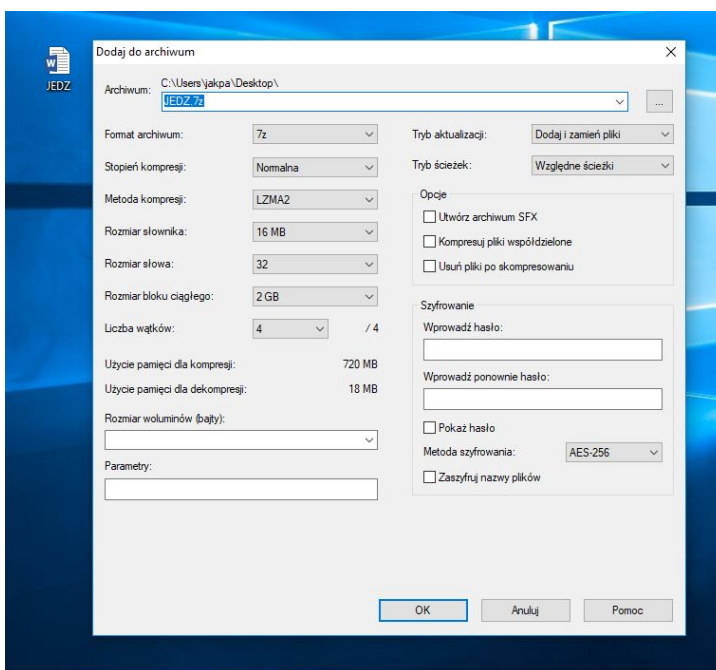 JEDZ
Dodaj do archiwum
Archiwum:
C:\Users\jakpa\Desktop\
JEDZ.7z
...
Format archiwum: 7z
Stopień kompresji: Normalna
Metoda kompresji: LZMA2
Rozmiar słownika: 16 MB
Rozmiar słowa: 32
Rozmiar bloku ciągłego: 2 GB
Liczba wątków: 4 / 4
Użycie pamięci dla kompresji: 720 MB
Użycie pamięci dla dekompresji: 18 MB
Rozmiar woluminów (bajty):
Parametry:
Tryb aktualizacji: Dodaj i zamień pliki
Tryb ścieżek: Względne ścieżki
Opcje
Utwórz archiwum SFX
Kompresuj pliki współdzielone
Usuń pliki po skompresowaniu
Szyfrowanie
Wprowadź hasło:
Wprowadź ponownie hasło:
Pokaż hasło
Metoda szyfrowania: AES-256
Zaszyfruj nazwy plików
OK
Anuluj
Pomoc